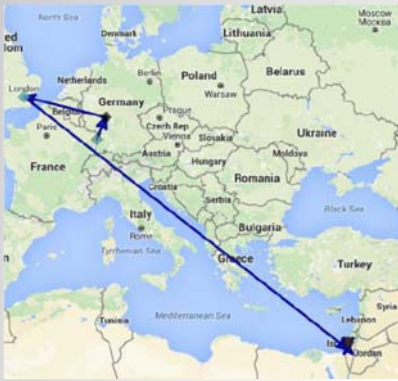 North Sea
Denmark
Latvia
Lithuania
Moscow
Москва
ed
dom
London
Netherlands
Berlin
Poland
Warsaw
Belarus
Germany
Belgium
Paris
Prague
Czech Rep
Vienna
Slovakia
Ukraine
France
Austria
Hungary
Moldova
Croatia
Romania
Serbia
Italy
Rome
Bulgaria
Black Sea
Tyrrhenian Sea
Greece
Turkey
n
Tunisia
Mediterranean Sea
Syria
Lebanon
Jordan